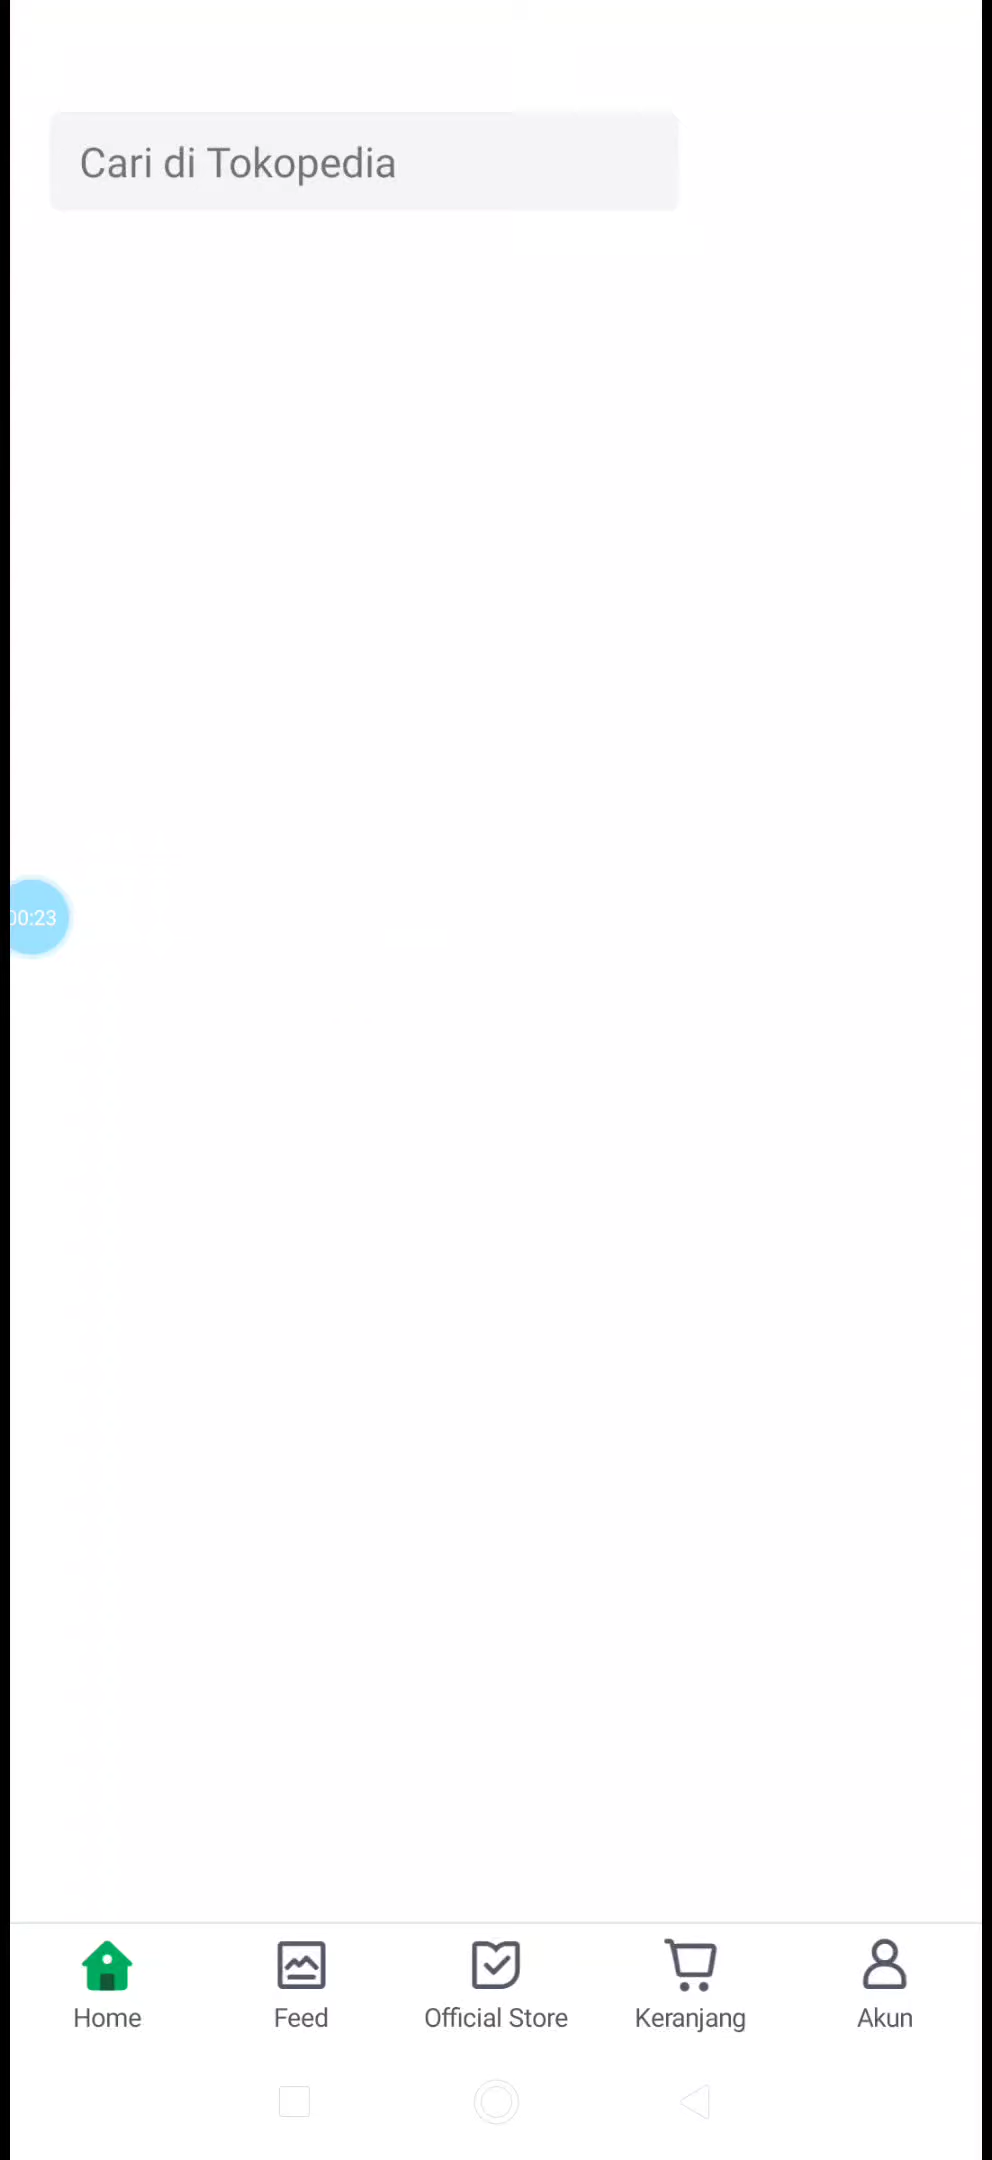 Cari di Tokopedia
00:23
Home
Feed
Official Store
Keranjang
Akun